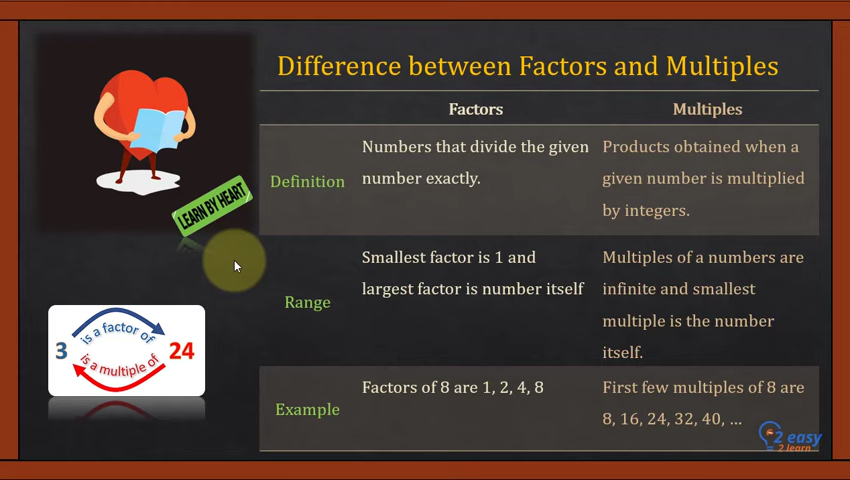 Difference between Factors and Multiples
Factors
Multiples
Definition
Numbers that divide the given
number exactly.
Products obtained when a
given number is multiplied
by integers.
Range
Smallest factor is 1 and
largest factor is number itself
Multiples of a numbers are
infinite and smallest
multiple is the number
itself.
Example
Factors of 8 are 1, 2, 4, 8
First few multiples of 8 are
8, 16, 24, 32, 40, ...
LEARN BY HEART
is a factor of
3
24
is a multiple of
2 easy
2 learn